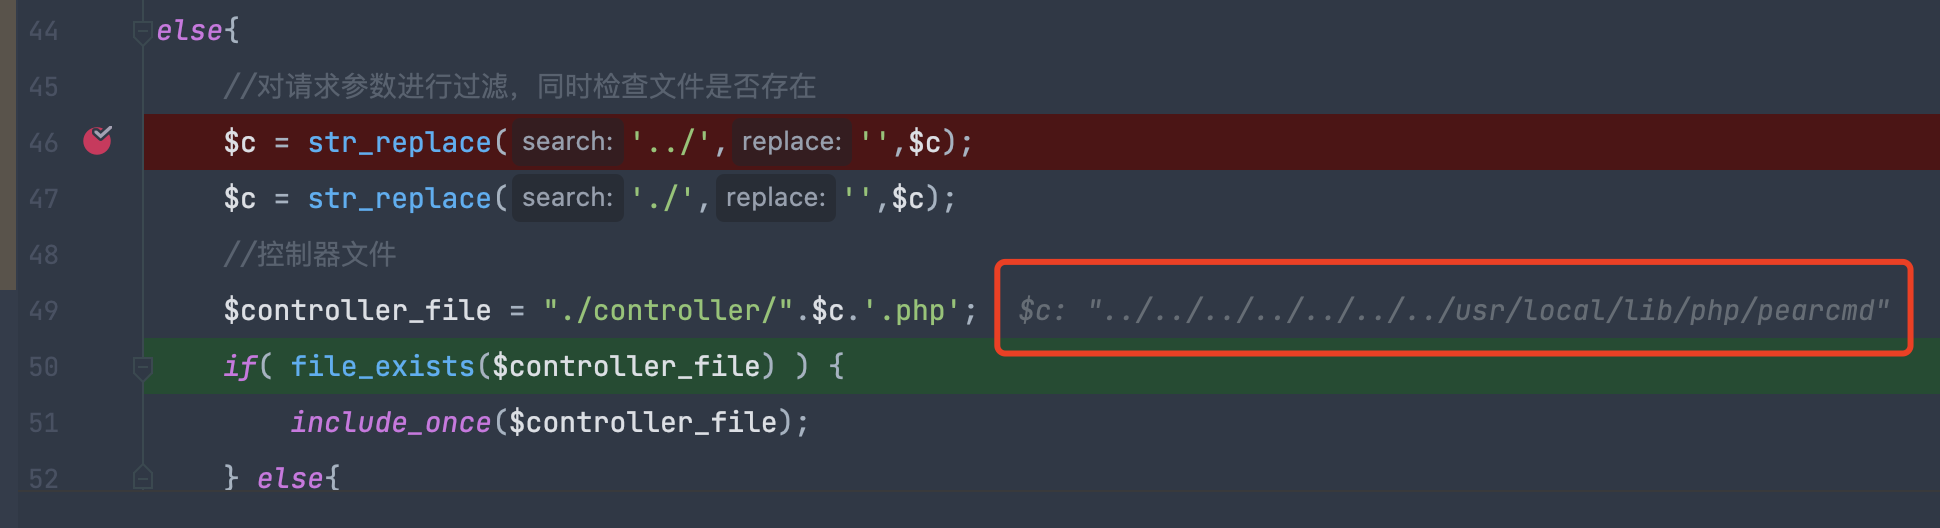 44 else{
45 //对请求参数进行过滤，同时检查文件是否存在
46 $c = str_replace( search: '../', replace: '',$c);
47 $c = str_replace( search: './', replace: '',$c);
48 //控制器文件
49 $controller_file = "./controller/".$c.'.php'; $c: "../../../../../../../usr/local/lib/php/pearcmd"
50 if( file_exists($controller_file) ) {
51 include_once($controller_file);
52 } else{